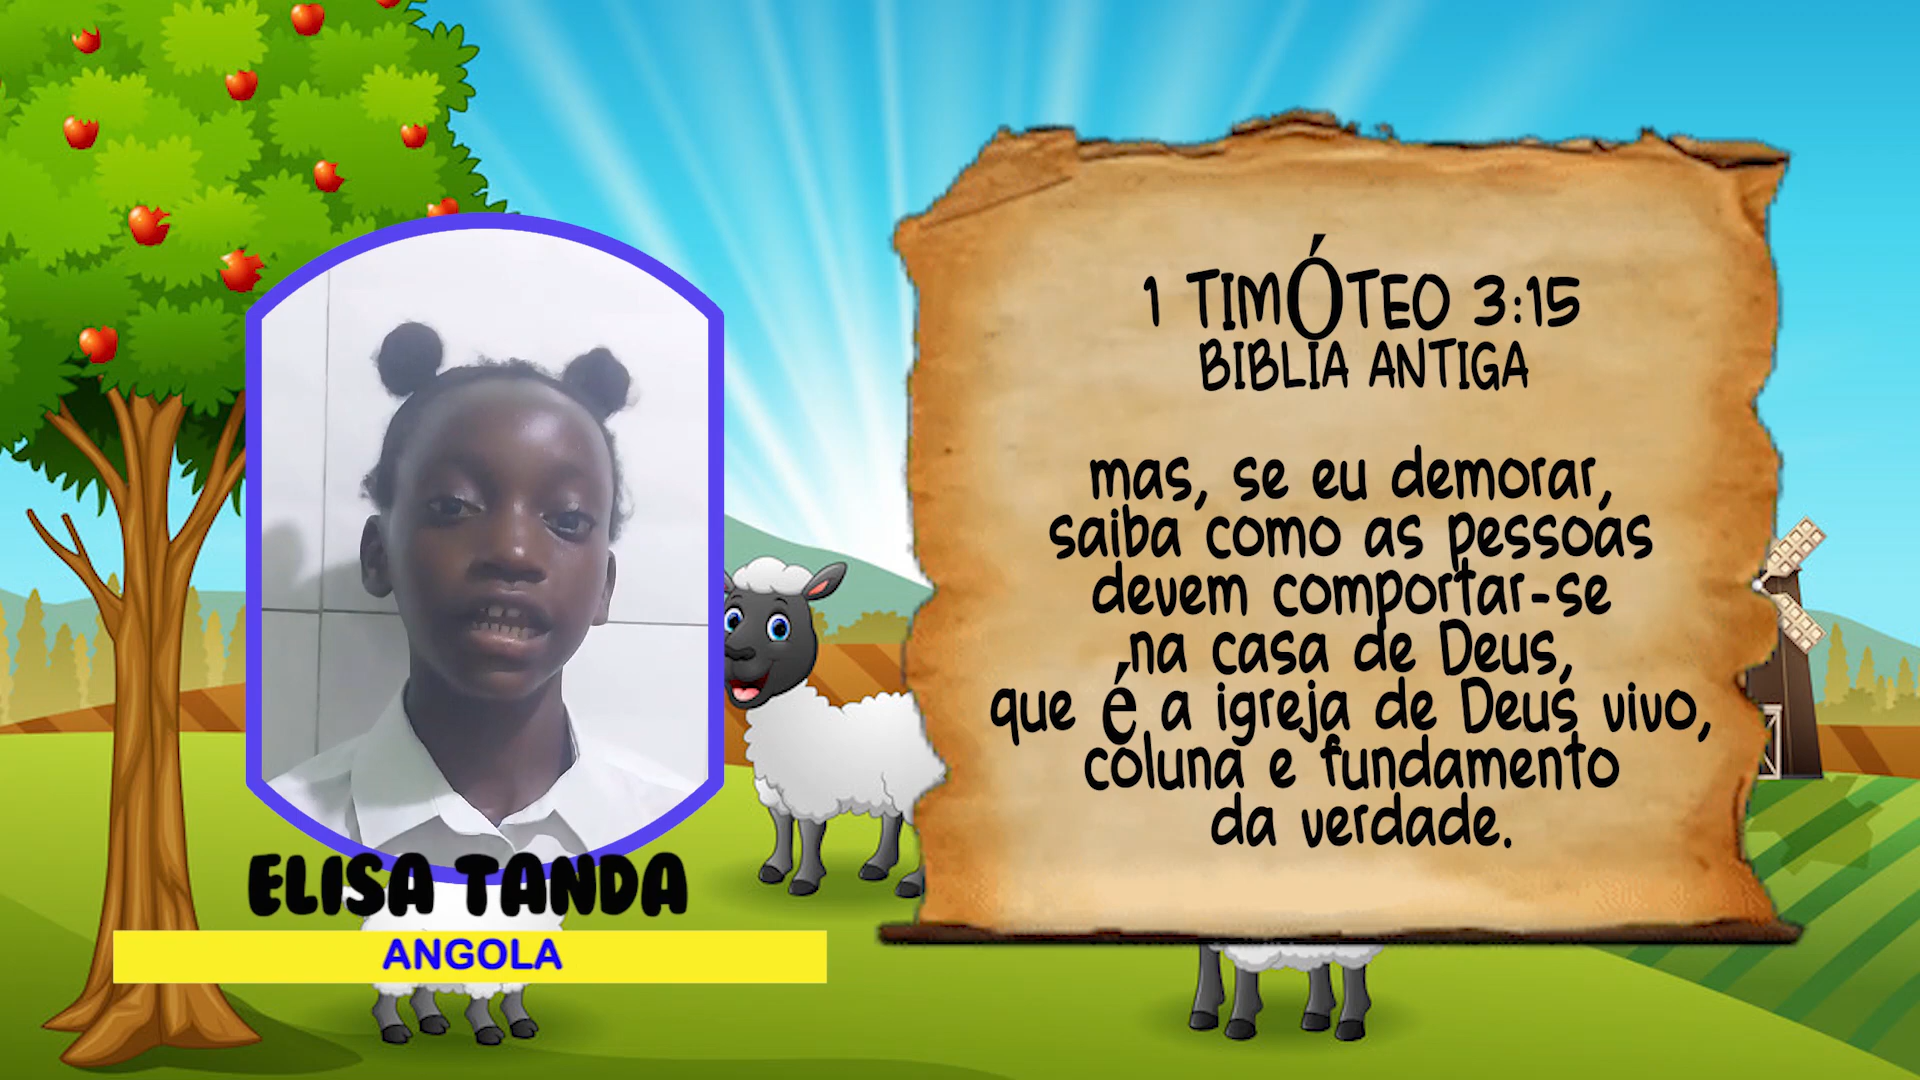 ELISA TANDA
ANGOLA
1 TIMÓTEO 3:15
BIBLIA ANTIGA
mas, se eu demorar,
saiba como as pessoas
devem comportar-se
na casa de Deus,
que é a igreja de Deus vivo,
coluna e fundamento
da verdade.